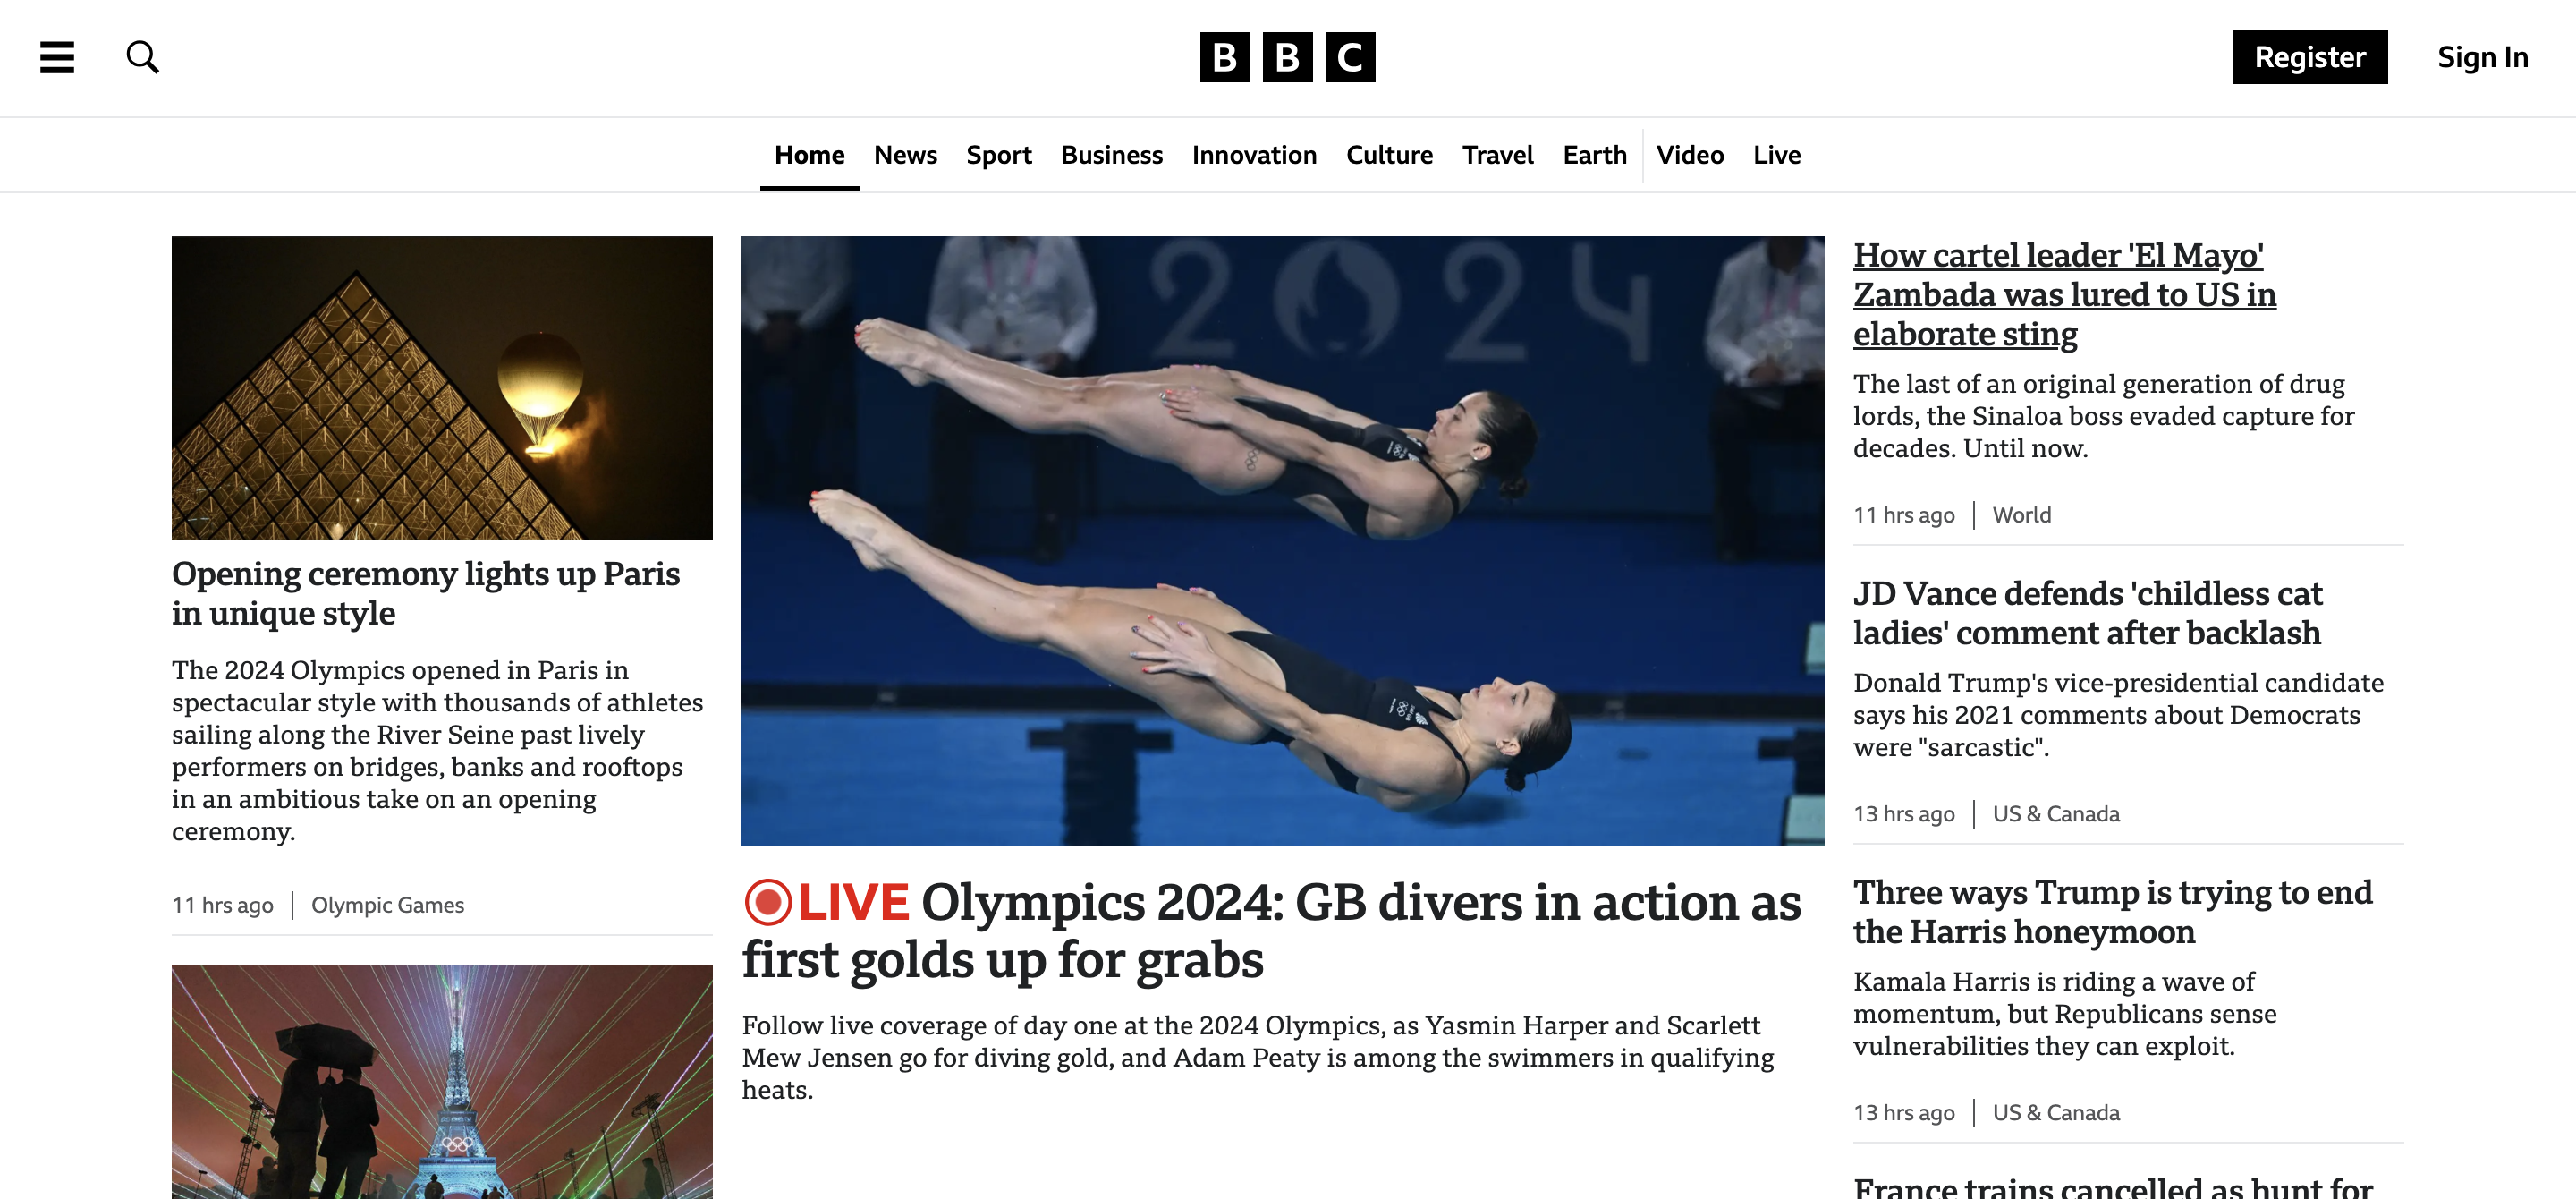 BBC
Register
Sign In
Home
News
Sport
Business
Innovation
Culture
Travel
Earth
Video
Live
Opening ceremony lights up Paris
in unique style
The 2024 Olympics opened in Paris in
spectacular style with thousands of athletes
sailing along the River Seine past lively
performers on bridges, banks and rooftops
in an ambitious take on an opening
ceremony.
11 hrs ago
Olympic Games
2024
LIVE Olympics 2024: GB divers in action as
first golds up for grabs
Follow live coverage of day one at the 2024 Olympics, as Yasmin Harper and Scarlett
Mew Jensen go for diving gold, and Adam Peaty is among the swimmers in qualifying
heats.
How cartel leader 'El Mayo'
Zambada was lured to US in
elaborate sting
The last of an original generation of drug
lords, the Sinaloa boss evaded capture for
decades. Until now.
11 hrs ago
World
JD Vance defends 'childless cat
ladies' comment after backlash
Donald Trump's vice-presidential candidate
says his 2021 comments about Democrats
were "sarcastic".
13 hrs ago
US & Canada
Three ways Trump is trying to end
the Harris honeymoon
Kamala Harris is riding a wave of
momentum, but Republicans sense
vulnerabilities they can exploit.
13 hrs ago
US & Canada
France trains cancelled as hunt for